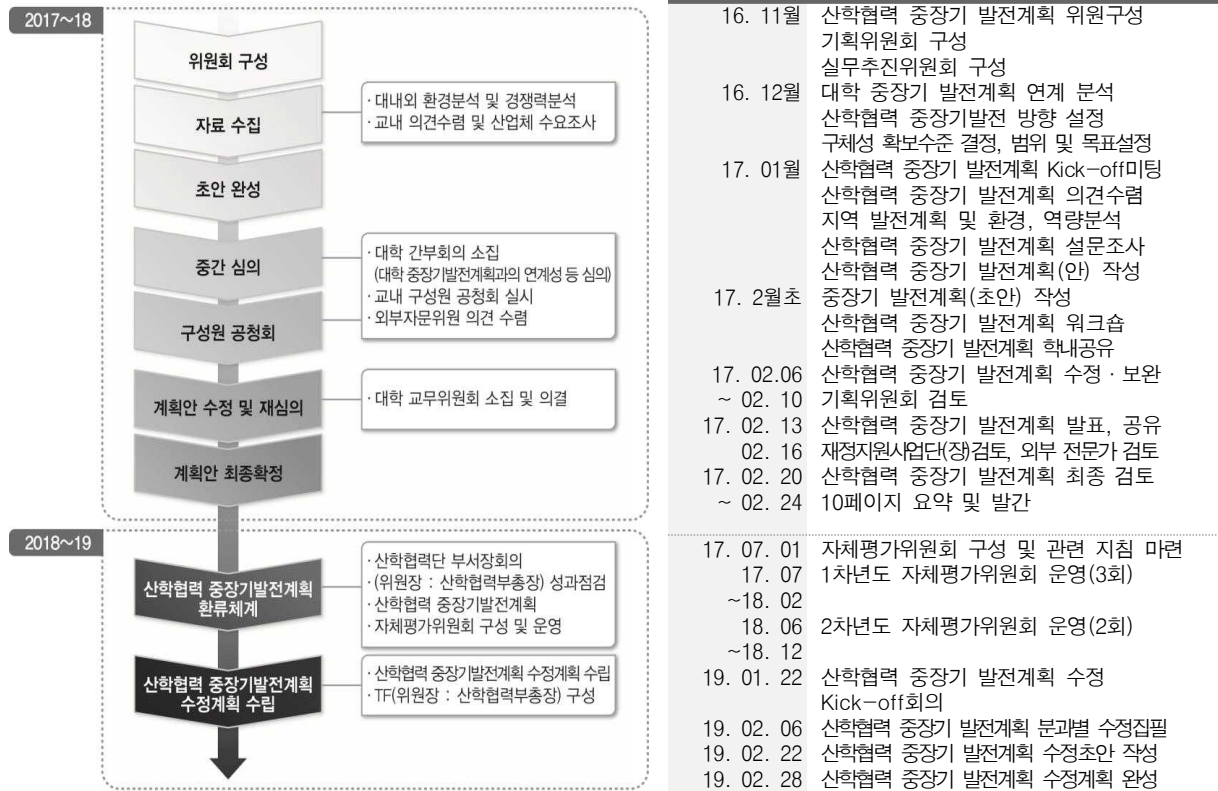 2017~18
위원회 구성
자료 수집
· 대내외 환경분석 및 경쟁력분석
· 교내 의견수렴 및 산업체 수요조사
초안 완성
중간 심의
· 대학 간부회의 소집
(대학 중장기발전계획과의 연계성 등 심의)
· 교내 구성원 공청회 실시
· 외부자문위원 의견 수렴
구성원 공청회
계획안 수정 및 재심의
· 대학 교무위원회 소집 및 의결
계획안 최종확정
2018~19
산학협력 중장기발전계획
환류체계
· 산학협력단 부서장회의
· (위원장 : 산학협력부총장) 성과점검
· 산학협력 중장기발전계획
· 자체평가위원회 구성 및 운영
산학협력 중장기발전계획
수정계획 수립
· 산학협력 중장기발전계획 수정계획 수립
· TF(위원장 : 산학협력부총장) 구성
16. 11월 산학협력 중장기 발전계획 위원구성
기획위원회 구성
실무추진위원회 구성
16. 12월 대학 중장기 발전계획 연계 분석
산학협력 중장기발전 방향 설정
구체성 확보수준 결정, 범위 및 목표설정
17. 01월 산학협력 중장기 발전계획 Kick-off미팅
산학협력 중장기 발전계획 의견수렴
지역 발전계획 및 환경, 역량분석
산학협력 중장기 발전계획 설문조사
산학협력 중장기 발전계획(안) 작성
17. 2월초 중장기 발전계획(초안) 작성
산학협력 중장기 발전계획 워크숍
산학협력 중장기 발전계획 학내공유
17. 02.06 산학협력 중장기 발전계획 수정 · 보완
~ 02. 10 기획위원회 검토
17. 02. 13 산학협력 중장기 발전계획 발표, 공유
02. 16 재정지원사업단(장)검토, 외부 전문가 검토
17. 02. 20 산학협력 중장기 발전계획 최종 검토
~ 02. 24 10페이지 요약 및 발간
17. 07. 01 자체평가위원회 구성 및 관련 지침 마련
17. 07 1차년도 자체평가위원회 운영(3회)
~18. 02
18. 06 2차년도 자체평가위원회 운영(2회)
~18. 12
19. 01. 22 산학협력 중장기 발전계획 수정
Kick-off회의
19. 02. 06 산학협력 중장기 발전계획 분과별 수정집필
19. 02. 22 산학협력 중장기 발전계획 수정초안 작성
19. 02. 28 산학협력 중장기 발전계획 수정계획 완성